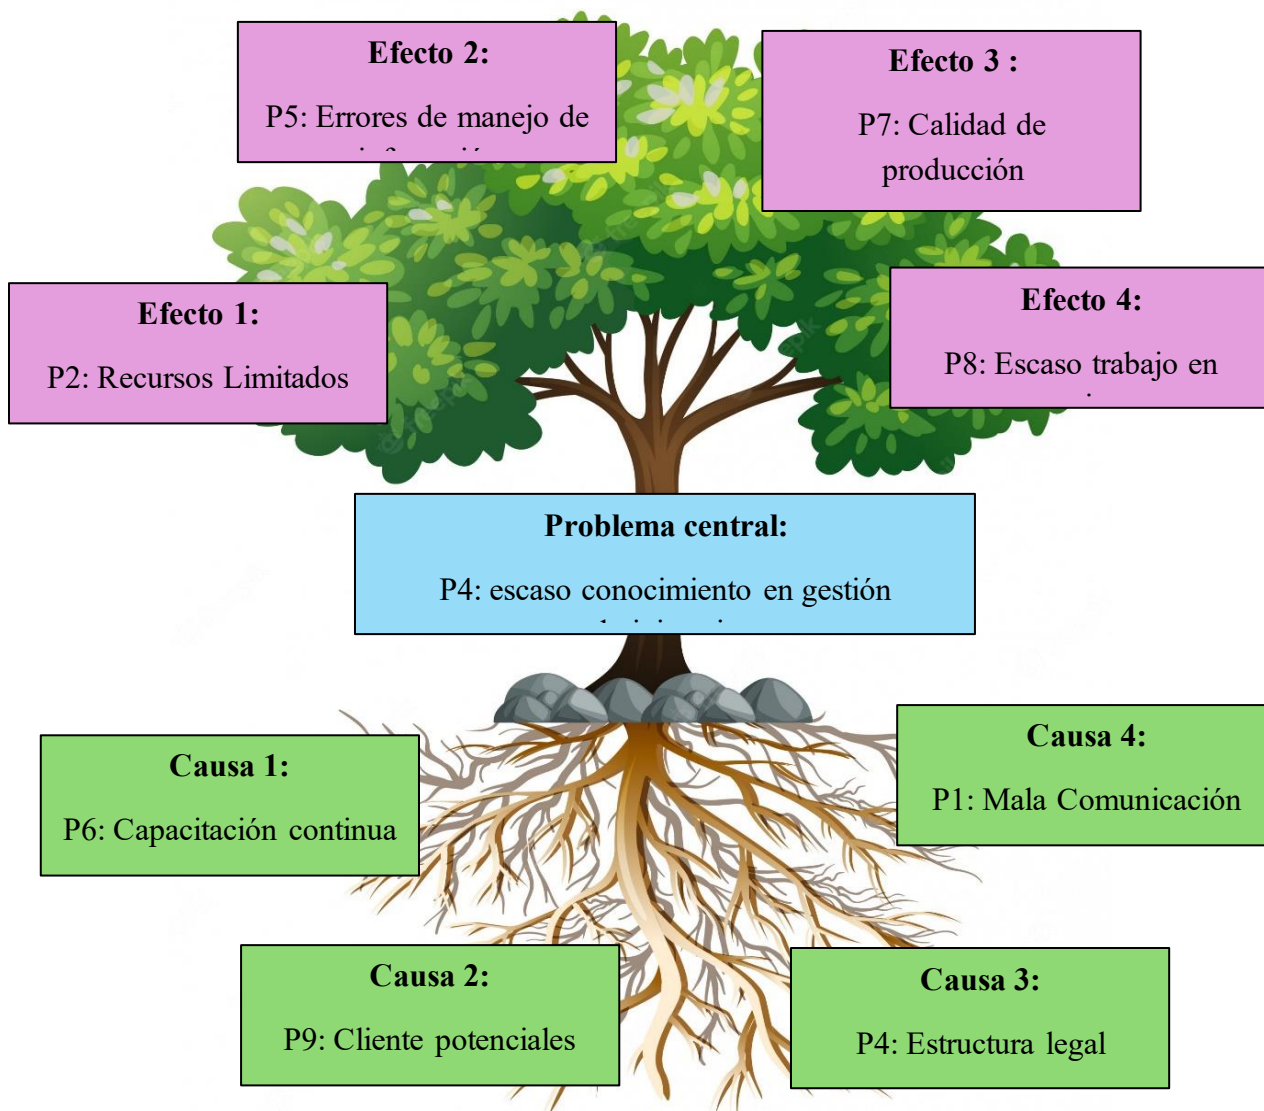 Efecto 2:
P5: Errores de manejo de
Efecto 3 :
P7: Calidad de
producción
Efecto 1:
P2: Recursos Limitados
Efecto 4:
P8: Escaso trabajo en
Problema central:
P4: escaso conocimiento en gestión
Causa 1:
P6: Capacitación continua
Causa 4:
P1: Mala Comunicación
Causa 2:
P9: Cliente potenciales
Causa 3:
P4: Estructura legal